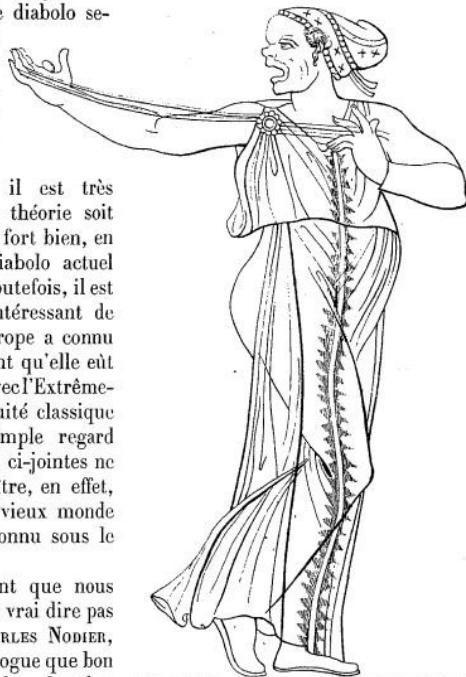 e diabolo se-
il est très
théorie soit
fort bien, en
iabolo actuel
outefois, il est
ntéressant de
rope a connu
nt qu'elle eût
vec l'Extrême-
uité classique
mple regard
ci-jointes ne
ître, en effet,
vieux monde
onnu sous le
nt que nous
vrai dire pas
RLES NODIER,
ogue que bon